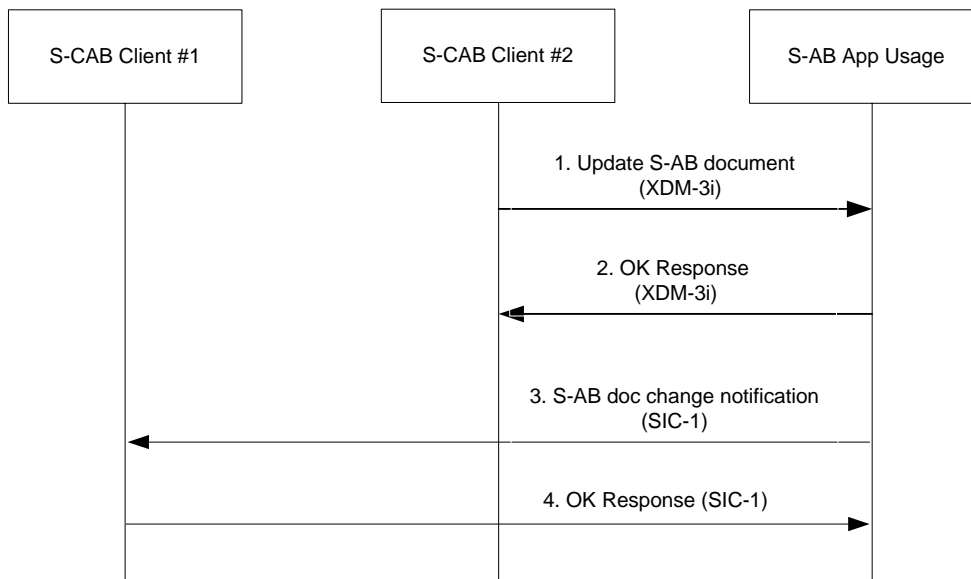 S-CAB Client #1
S-CAB Client #2
S-AB App Usage
1. Update S-AB document
(XDM-3i)
2. OK Response
(XDM-3i)
3. S-AB doc change notification
(SIC-1)
4. OK Response (SIC-1)